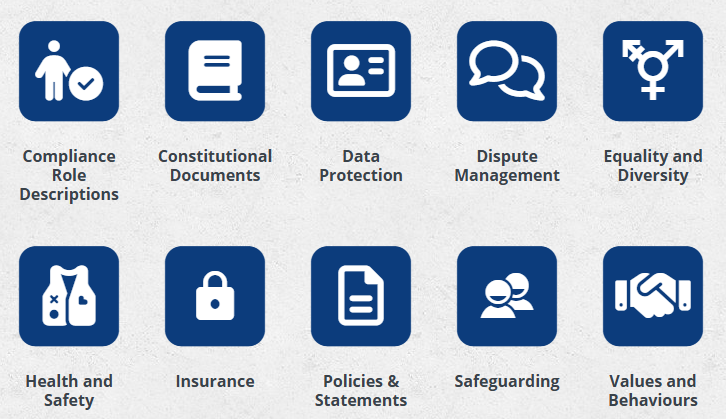 Compliance
Role
Descriptions
Constitutional
Documents
Data
Protection
Dispute
Management
Equality and
Diversity
Health and
Safety
Insurance
Policies &
Statements
Safeguarding
Values and
Behaviours